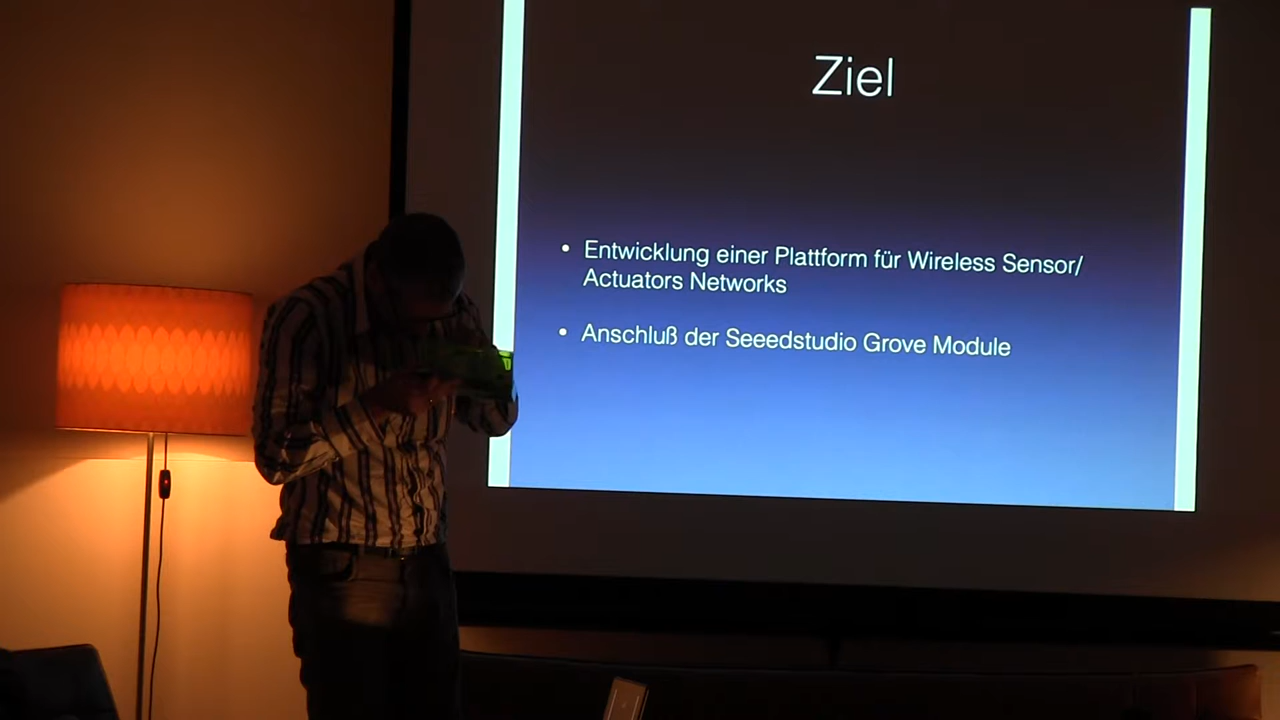 Ziel
• Entwicklung einer Plattform für Wireless Sensor/
Actuators Networks
• Anschluß der Seeedstudio Grove Module